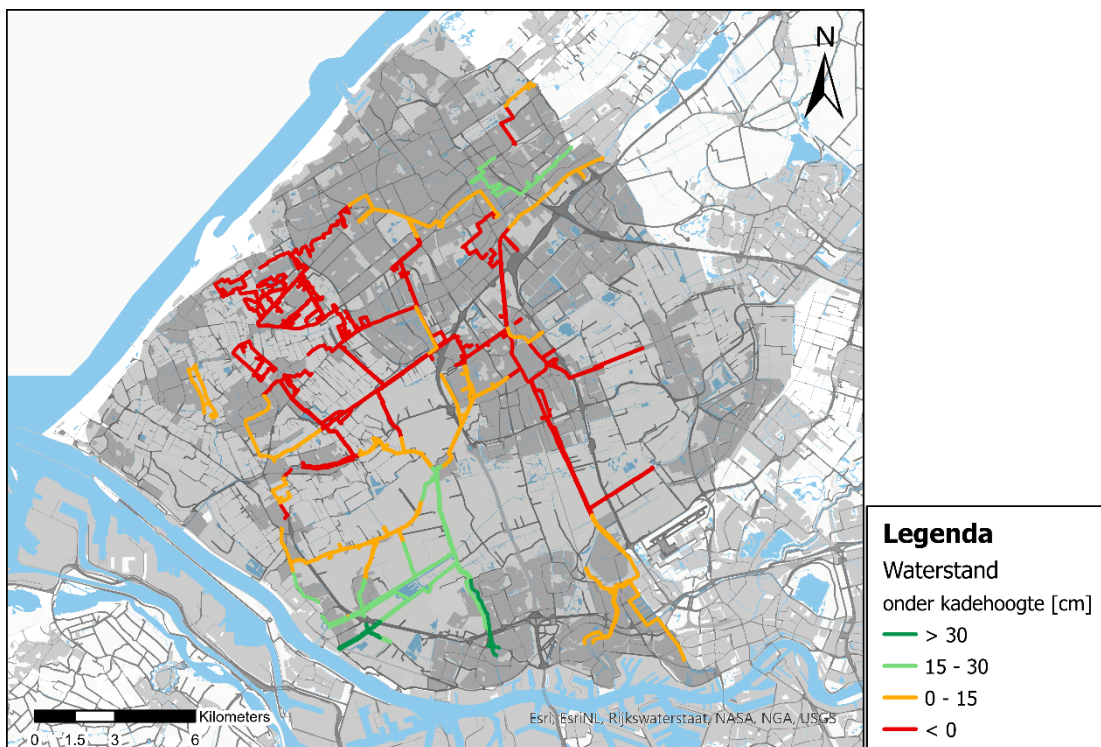 N
Kilometers
0 1.5 3 6
Esri, EsriNL, Rijkswaterstaat, NASA, NGA, USGS
Legenda
Waterstand
onder kadehoogte [cm]
> 30
15 - 30
0 - 15
< 0